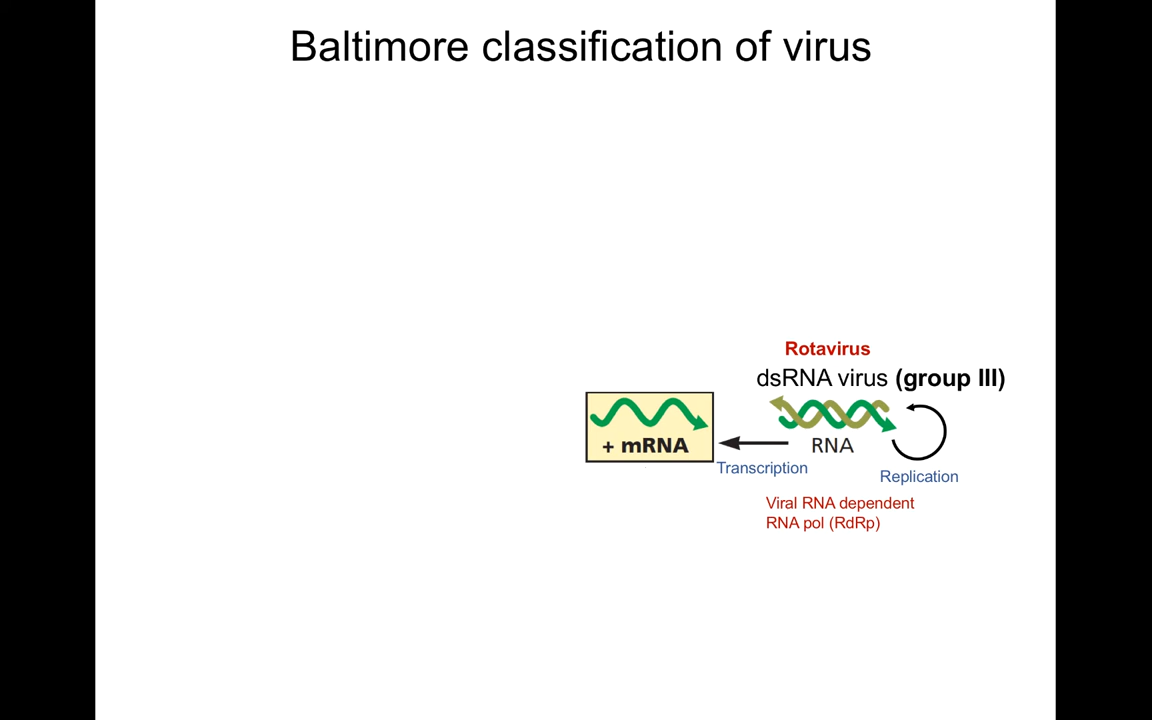 Baltimore classification of virus
Rotavirus
dsRNA virus (group III)
+ mRNA
RNA
Transcription
Replication
Viral RNA dependent
RNA pol (RdRp)